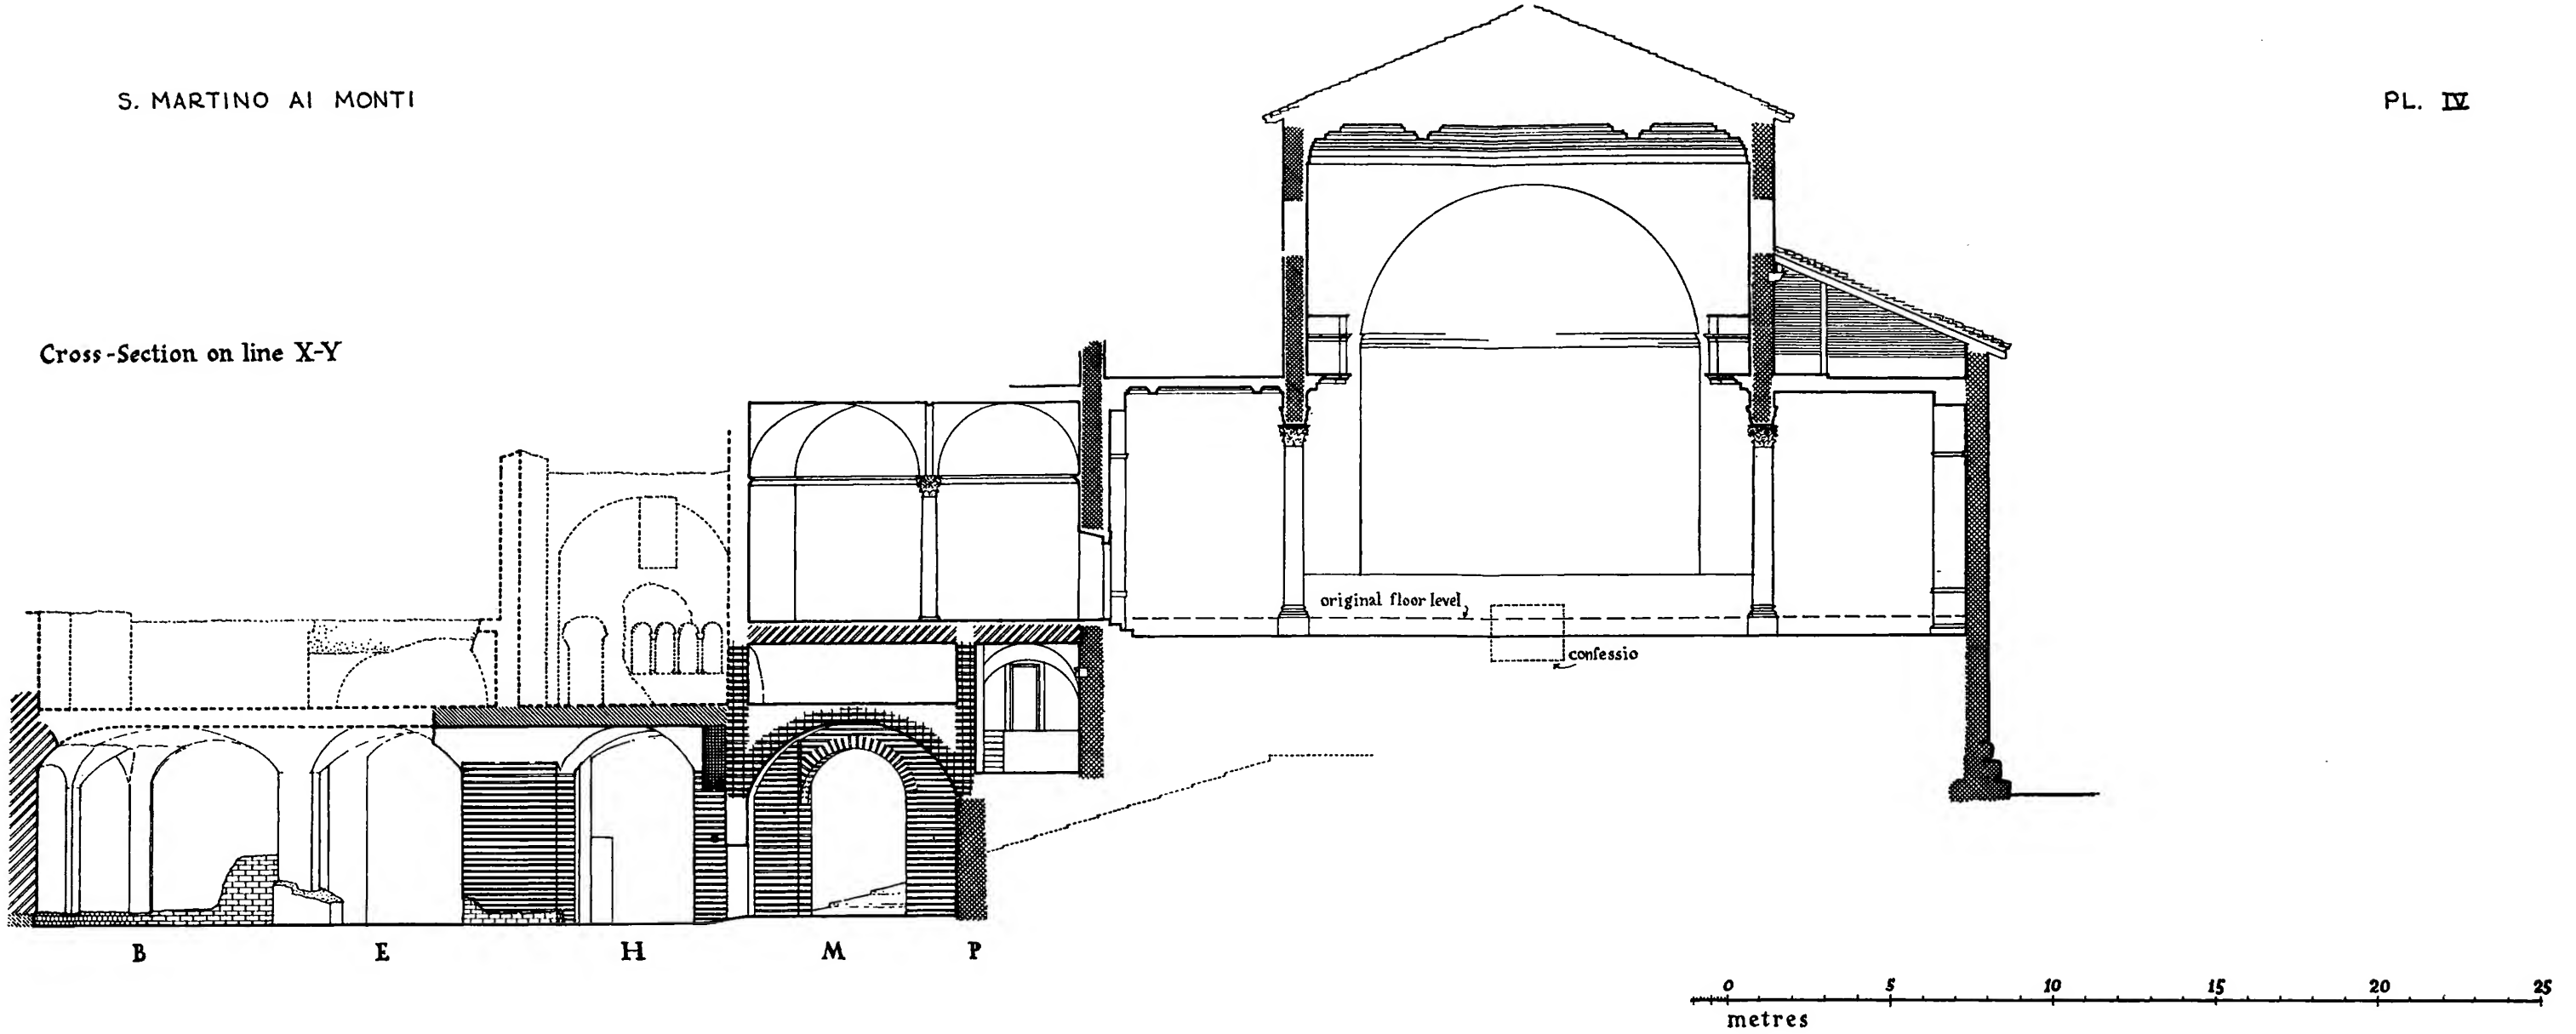 S. MARTINO AI MONTI
PL. IV
Cross-Section on line X-Y
original floor level
confessio
B E H M P
0 5 10 15 20 25
metres